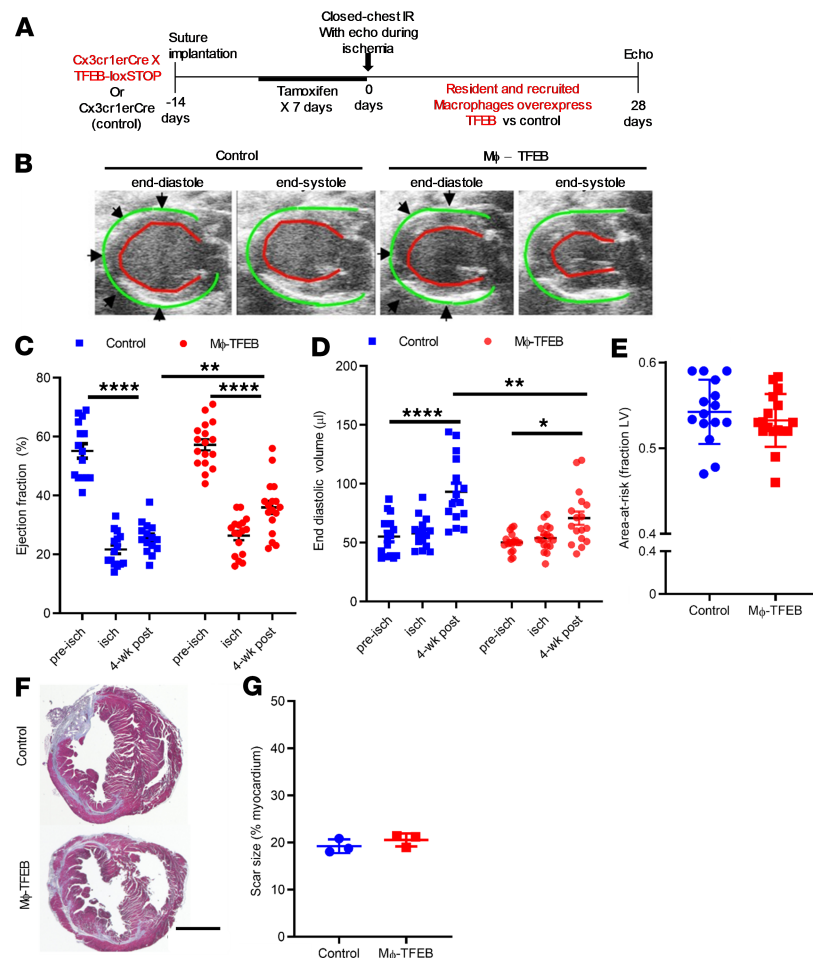 A
Suture
implantation
Closed-chest IR
With echo during
ischemia
Echo
Cx3cr1erCre X
TFEB-loxSTOP
Or
Cx3cr1erCre
(control)
-14
days
Tamoxifen
X 7 days
0
days
Resident and recruited
Macrophages overexpress
TFEB vs control
28
days
B
Control
Mϕ – TFEB
end-diastole
end-systole
end-diastole
end-systole
C
Control
Mϕ-TFEB
Ejection fraction (%)
80
60
40
20
0
****
**
****
pre-isch
isch
4-wk post
pre-isch
isch
4-wk post
D
Control
Mϕ-TFEB
End diastolic volume (µl)
200
150
100
50
0
****
**
*
pre-isch
isch
4-wk post
pre-isch
isch
4-wk post
E
Area-at-risk (fraction LV)
0.6
0.5
0.4
0.4
0
Control
Mϕ-TFEB
F
Control
Mϕ-TFEB
G
Scar size (% myocardium)
50
40
30
20
10
0
Control
Mϕ-TFEB